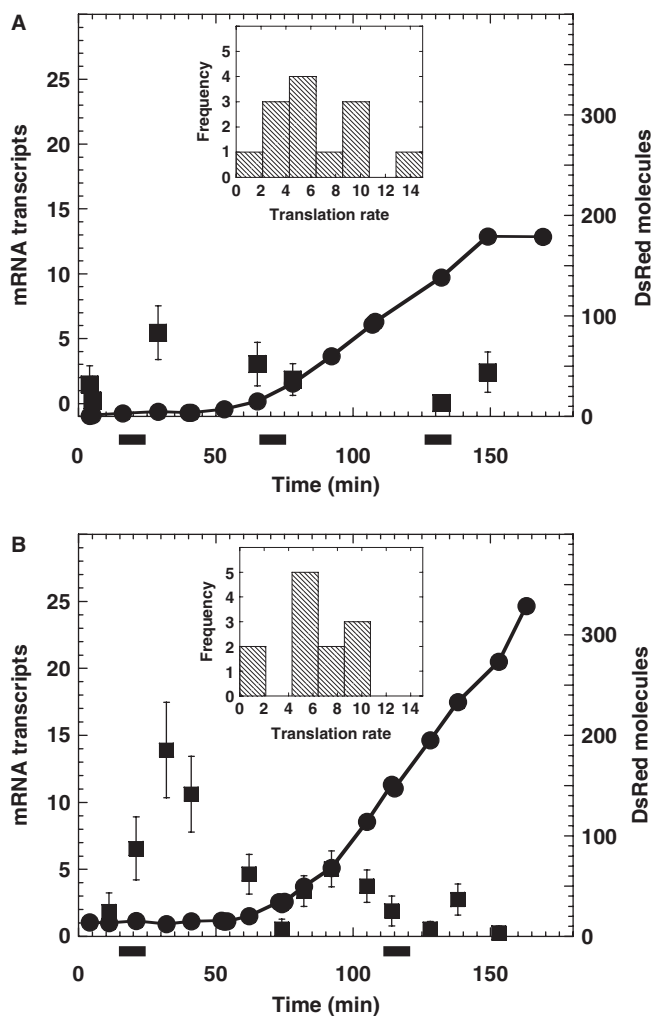 A
mRNA transcripts
25
20
15
10
5
0
DsRed molecules
300
200
100
0
Frequency
5
4
3
2
1
0
0 2 4 6 8 10 12 14
Translation rate
0 50 100 150
Time (min)
B
mRNA transcripts
25
20
15
10
5
0
DsRed molecules
300
200
100
0
Frequency
5
4
3
2
1
0
0 2 4 6 8 10 12 14
Translation rate
0 50 100 150
Time (min)